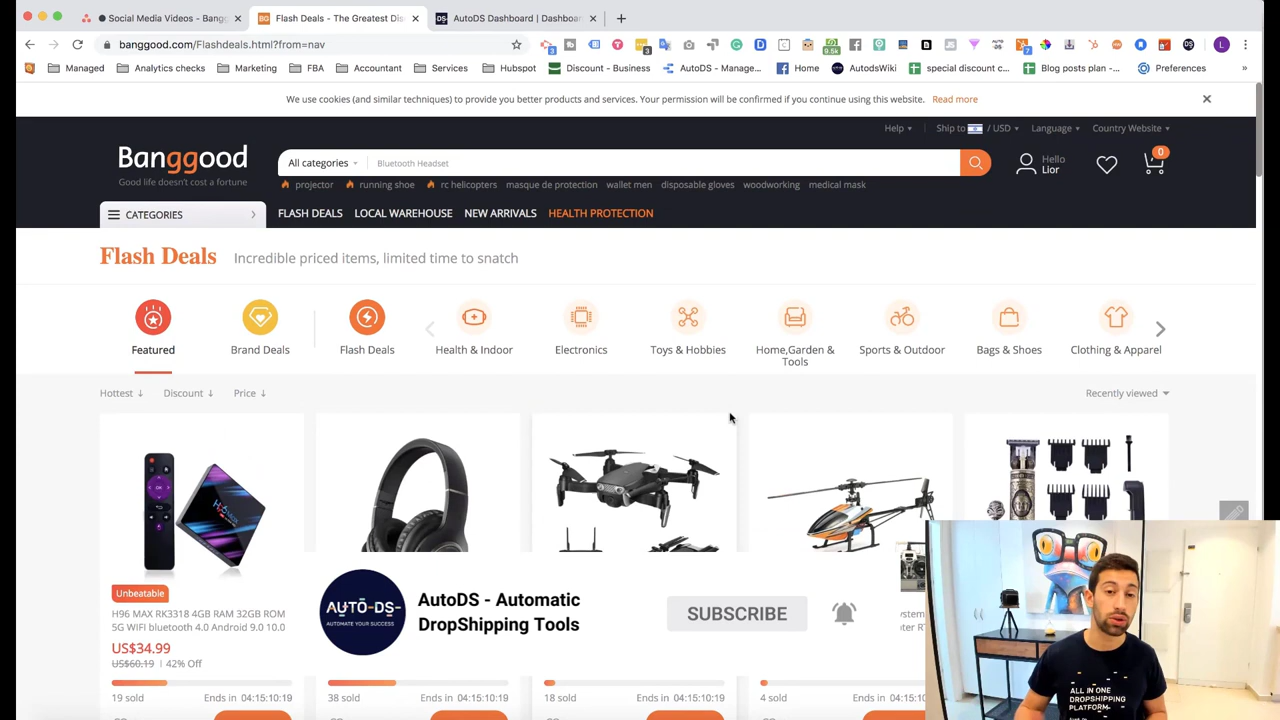 Social Media Videos - Bangg
Flash Deals - The Greatest Dis
AutoDS Dashboard | Dashboar
banggood.com/Flashdeals.html?from=nav
Managed
Analytics checks
Marketing
FBA
Accountant
Services
Hubspot
Discount - Business
AutoDS - Manage...
Home
AutodsWiki
special discount c...
Blog posts plan -...
Preferences
We use cookies (and similar techniques) to provide you better products and services. Your permission will be confirmed if you continue using this website. Read more
Help
Ship to / USD
Language
Country Website
Banggood
Good life doesn't cost a fortune
All categories
Bluetooth Headset
Hello
Lior
0
projector
running shoe
rc helicopters
masque de protection
wallet men
disposable gloves
woodworking
medical mask
CATEGORIES
FLASH DEALS
LOCAL WAREHOUSE
NEW ARRIVALS
HEALTH PROTECTION
Flash Deals
Incredible priced items, limited time to snatch
Featured
Brand Deals
Flash Deals
Health & Indoor
Electronics
Toys & Hobbies
Home,Garden &
Tools
Sports & Outdoor
Bags & Shoes
Clothing & Apparel
Hottest
Discount
Price
Recently viewed
Unbeatable
H96 MAX RK3318 4GB RAM 32GB ROM
5G WIFI bluetooth 4.0 Android 9.0 10.0
US$34.99
US$60.19 | 42% Off
19 sold
Ends in 04:15:10:19
38 sold
Ends in 04:15:10:19
18 sold
Ends in 04:15:10:19
4 sold
Ends in
AUTO-DS-
AUTOMATE YOUR SUCCESS
AutoDS - Automatic
DropShipping Tools
SUBSCRIBE
ALL IN ONE
DROPSHIPPING
PLATFORM